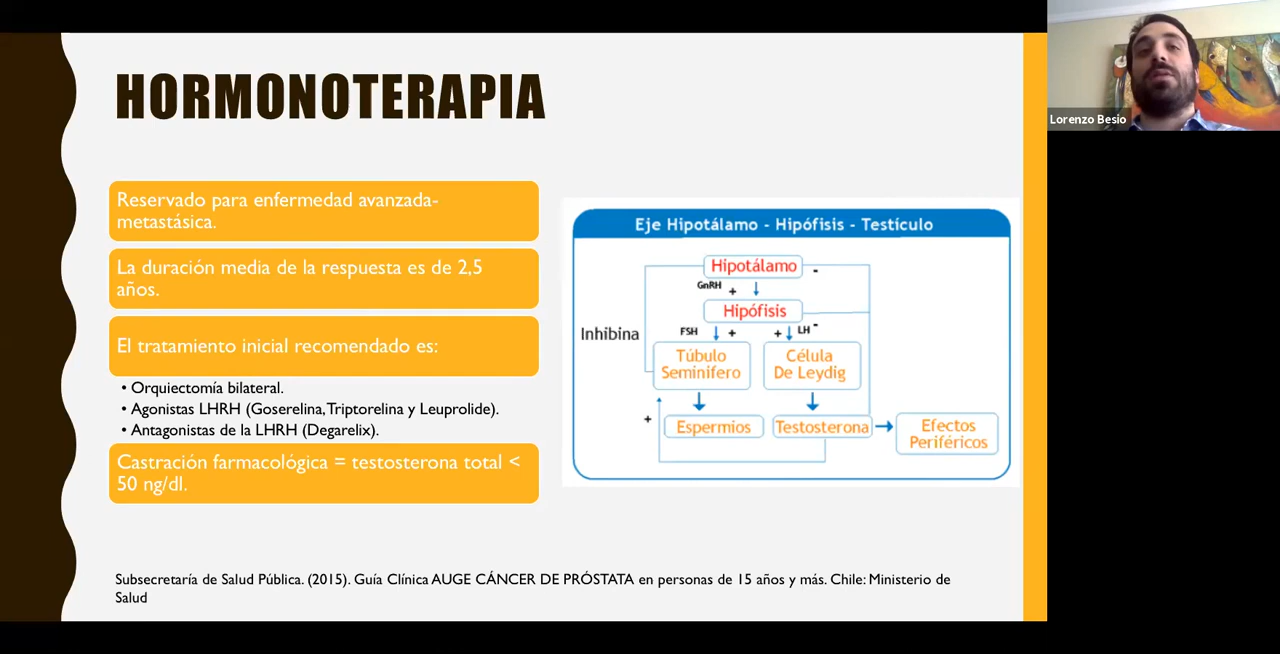 HORMONOTERAPIA
Reservado para enfermedad avanzada-
metastásica.
La duración media de la respuesta es de 2,5
años.
El tratamiento inicial recomendado es:
• Orquiectomía bilateral.
• Agonistas LHRH (Goserelina, Triptorelina y Leuprolide).
• Antagonistas de la LHRH (Degarelix).
Castración farmacológica = testosterona total <
50 ng/dl.
Eje Hipotálamo - Hipófisis - Testículo
Hipotálamo
-
GnRH
+
Hipófisis
Inhibina
FSH
+
+
LH
-
Túbulo
Seminífero
Célula
De Leydig
+
Espermios
Testosterona
Efectos
Periféricos
Subsecretaría de Salud Pública. (2015). Guía Clínica AUGE CÁNCER DE PRÓSTATA en personas de 15 años y más. Chile: Ministerio de
Salud
Lorenzo Besio